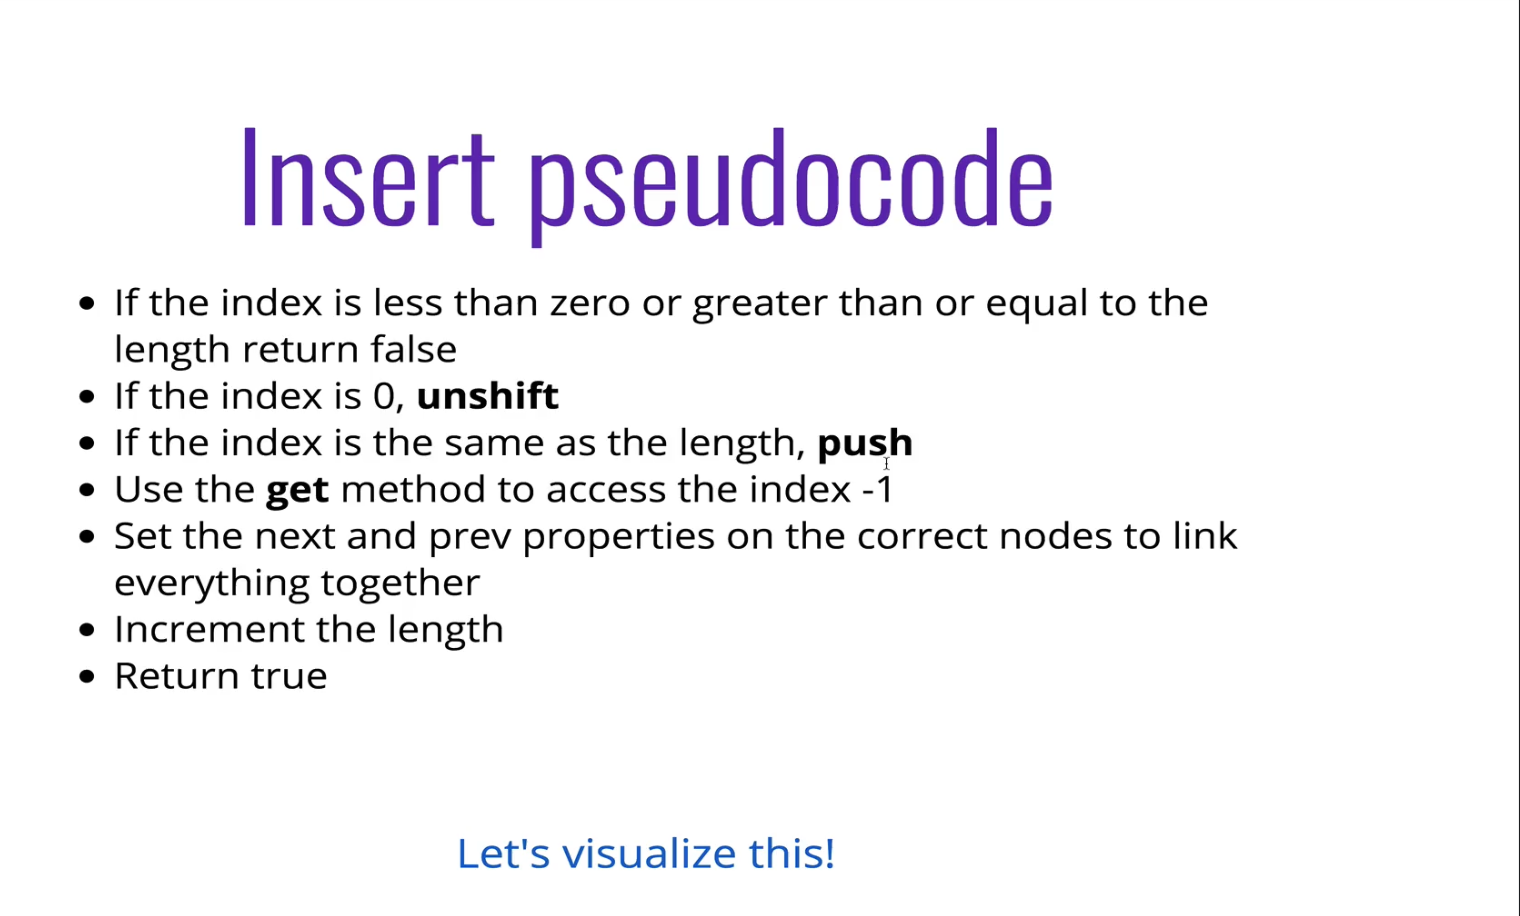 Insert pseudocode
• If the index is less than zero or greater than or equal to the
length return false
• If the index is 0, unshift
• If the index is the same as the length, push
• Use the get method to access the index -1
• Set the next and prev properties on the correct nodes to link
everything together
• Increment the length
• Return true
Let's visualize this!